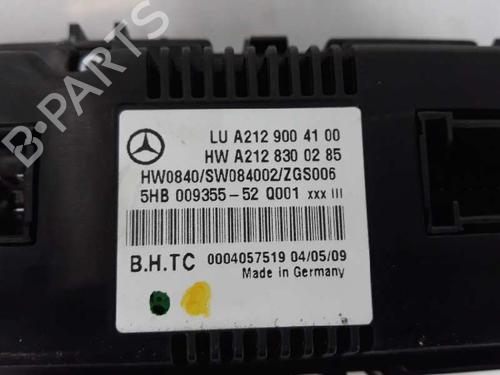 LU A212 900 41 00
HW A212 830 02 85
HW0840/SW084002/ZGS006
5HB 009355-52 Q001 xxx III
B.H.TC 0004057519 04/05/09
Made in Germany
B-PARTS